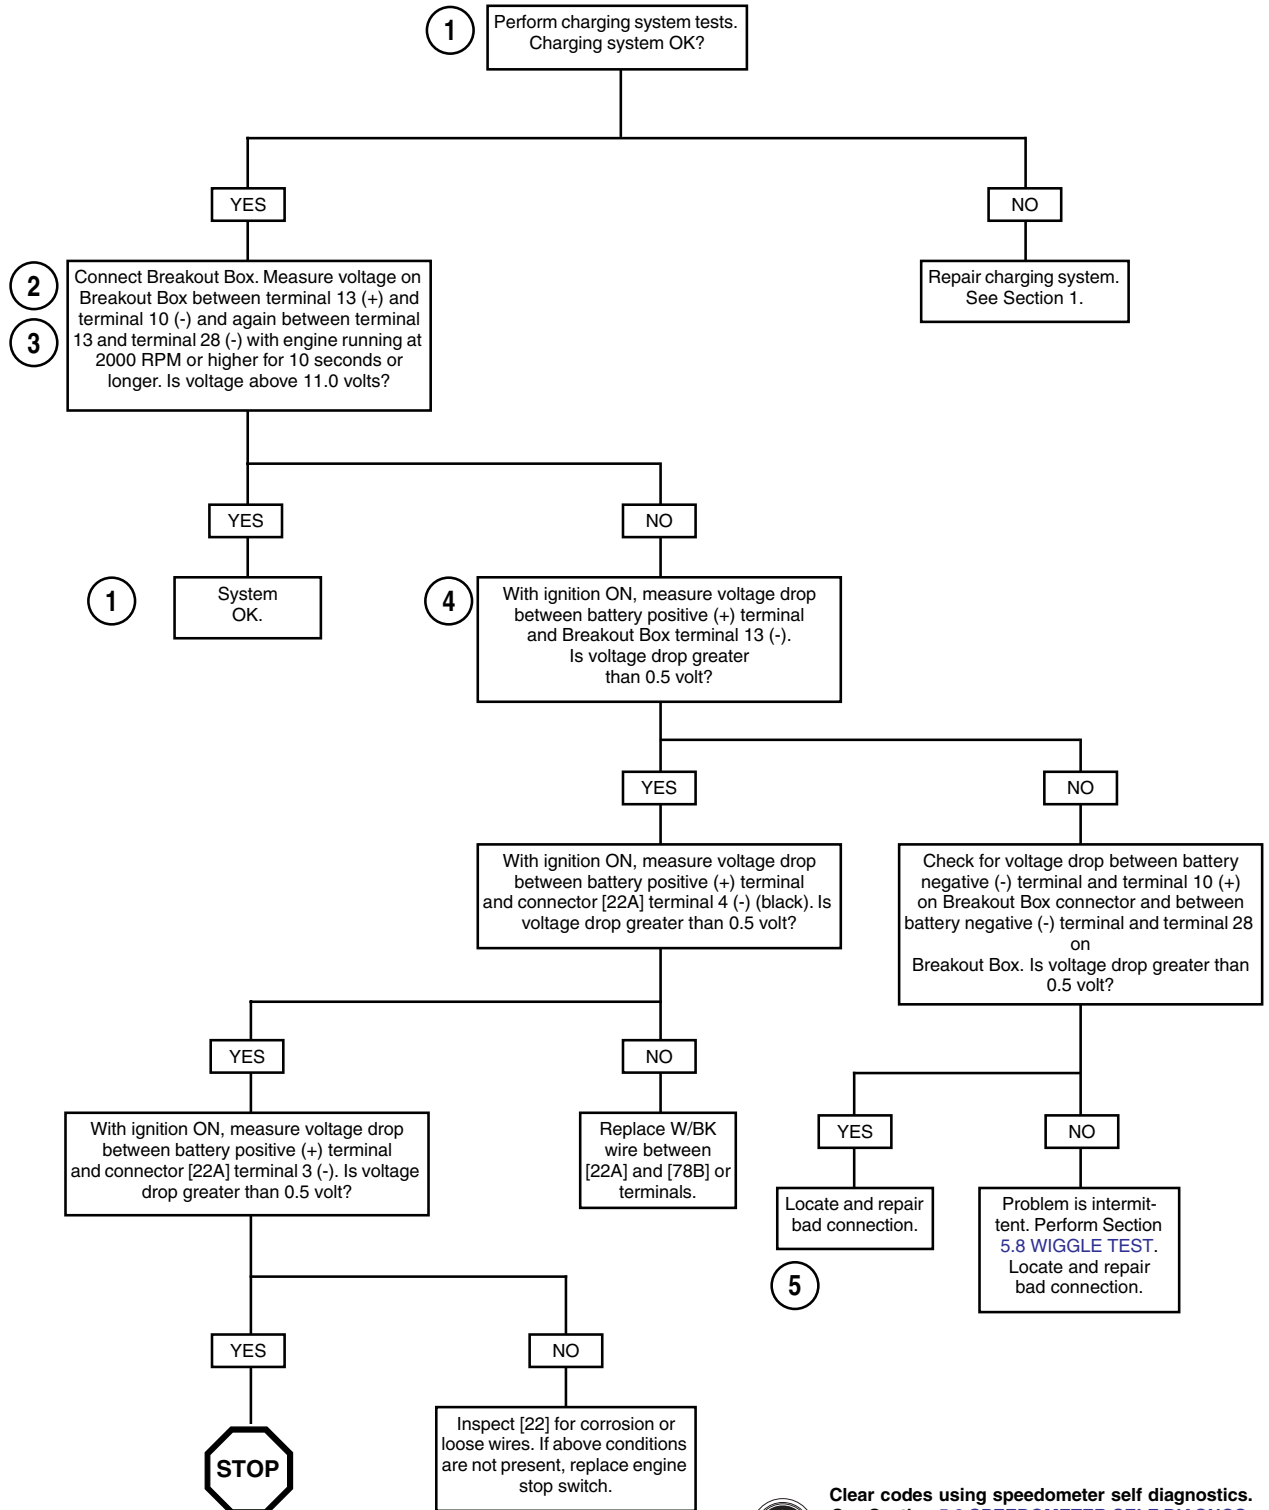 1
Perform charging system tests.
Charging system OK?
YES
NO
2
3
Connect Breakout Box. Measure voltage on
Breakout Box between terminal 13 (+) and
terminal 10 (-) and again between terminal
13 and terminal 28 (-) with engine running at
2000 RPM or higher for 10 seconds or
longer. Is voltage above 11.0 volts?
Repair charging system.
See Section 1.
YES
NO
1
System
OK.
4
With ignition ON, measure voltage drop
between battery positive (+) terminal
and Breakout Box terminal 13 (-).
Is voltage drop greater
than 0.5 volt?
YES
NO
With ignition ON, measure voltage drop
between battery positive (+) terminal
and connector [22A] terminal 4 (-) (black). Is
voltage drop greater than 0.5 volt?
Check for voltage drop between battery
negative (-) terminal and terminal 10 (+)
on Breakout Box connector and between
battery negative (-) terminal and terminal 28
on
Breakout Box. Is voltage drop greater than
0.5 volt?
YES
NO
With ignition ON, measure voltage drop
between battery positive (+) terminal
and connector [22A] terminal 3 (-). Is voltage
drop greater than 0.5 volt?
Replace W/BK
wire between
[22A] and [78B] or
terminals.
YES
NO
Locate and repair
bad connection.
5
Problem is intermit-
tent. Perform Section
5.8 WIGGLE TEST.
Locate and repair
bad connection.
YES
NO
STOP
Inspect [22] for corrosion or
loose wires. If above conditions
are not present, replace engine
stop switch.
Clear codes using speedometer self diagnostics.